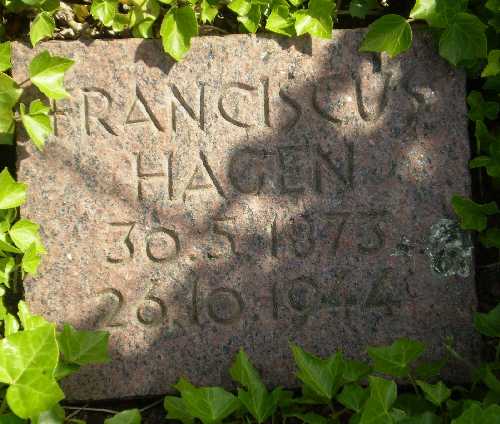 FRANCISCUS
HAGEN
30.5.1873
26.10.1944